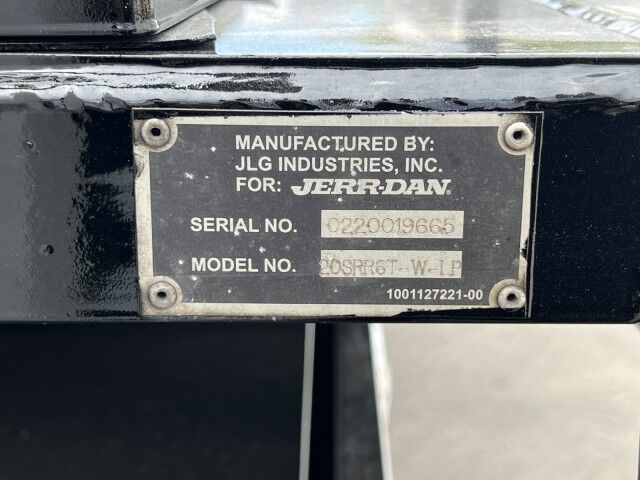 MANUFACTURED BY:
JLG INDUSTRIES, INC.
FOR: JERR-DAN®
SERIAL NO. 0220019665
MODEL NO. 20SRR6T-W-LP
1001127221-00